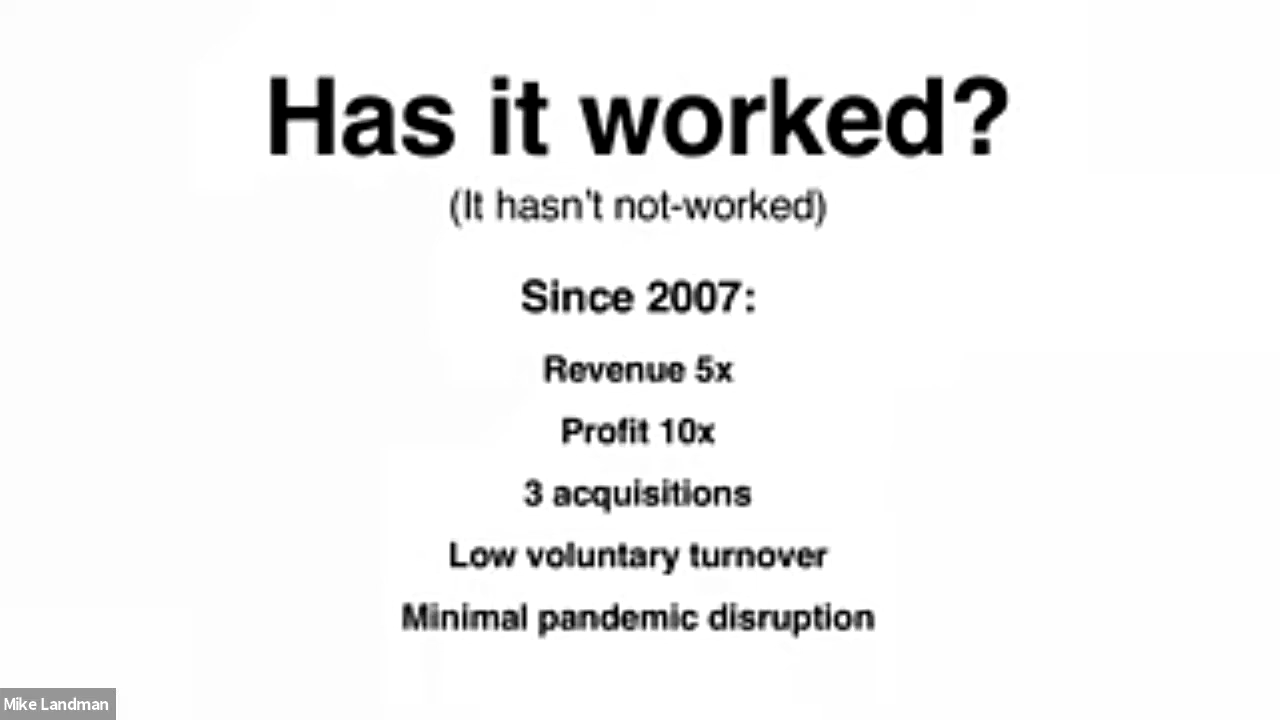 Has it worked?
(It hasn't not-worked)
Since 2007:
Revenue 5x
Profit 10x
3 acquisitions
Low voluntary turnover
Minimal pandemic disruption
Mike Landman